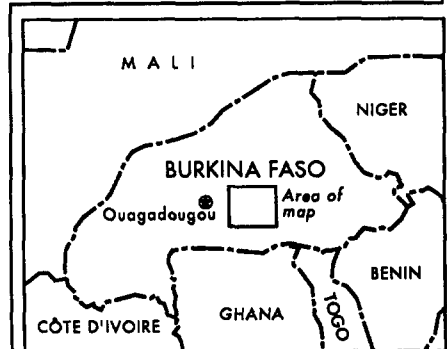 MALI
NIGER
BURKINA FASO
Ouagadougou
Area of
map
BENIN
GHANA
TOGO
CÔTE D'IVOIRE